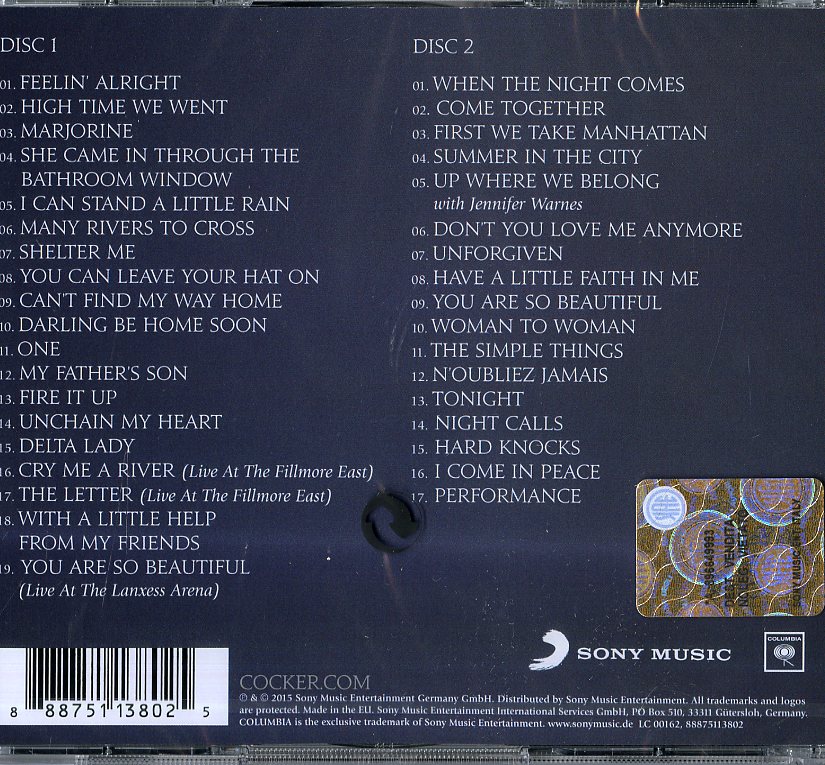 DISC 1
01. FEELIN' ALRIGHT
02. HIGH TIME WE WENT
03. MARJORINE
04. SHE CAME IN THROUGH THE
BATHROOM WINDOW
05. I CAN STAND A LITTLE RAIN
06. MANY RIVERS TO CROSS
07. SHELTER ME
08. YOU CAN LEAVE YOUR HAT ON
09. CAN'T FIND MY WAY HOME
10. DARLING BE HOME SOON
11. ONE
12. MY FATHER'S SON
13. FIRE IT UP
14. UNCHAIN MY HEART
15. DELTA LADY
16. CRY ME A RIVER (Live At The Fillmore East)
17. THE LETTER (Live At The Fillmore East)
18. WITH A LITTLE HELP
FROM MY FRIENDS
19. YOU ARE SO BEAUTIFUL
(Live At The Lanxess Arena)
DISC 2
01. WHEN THE NIGHT COMES
02. COME TOGETHER
03. FIRST WE TAKE MANHATTAN
04. SUMMER IN THE CITY
05. UP WHERE WE BELONG
with Jennifer Warnes
06. DON'T YOU LOVE ME ANYMORE
07. UNFORGIVEN
08. HAVE A LITTLE FAITH IN ME
09. YOU ARE SO BEAUTIFUL
10. WOMAN TO WOMAN
11. THE SIMPLE THINGS
12. N'OUBLIEZ JAMAIS
13. TONIGHT
14. NIGHT CALLS
15. HARD KNOCKS
16. I COME IN PEACE
17. PERFORMANCE
SIAE
VENDITA
SONY MUSIC ITALY
SONY MUSIC
COLUMBIA
8 88751 13802 5
COCKER.COM
℗ & © 2015 Sony Music Entertainment Germany GmbH. Distributed by Sony Music Entertainment. All trademarks and logos
are protected. Made in the EU. Sony Music Entertainment International Services GmbH, PO Box 510, 33311 Gütersloh, Germany.
COLUMBIA is the exclusive trademark of Sony Music Entertainment. www.sonymusic.de LC 00162, 88875113802